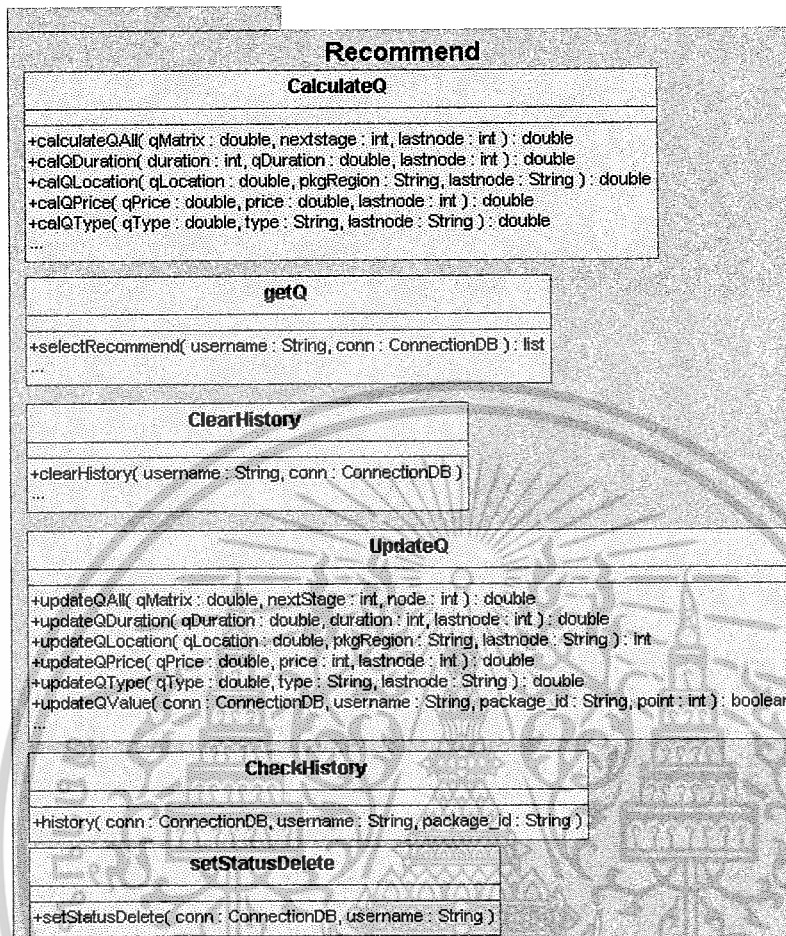 Recommend
CalculateQ
+calculateQAll( qMatrix : double, nextstage : int, lastnode : int ) : double
+calQDuration( duration : int, qDuration : double, lastnode : int ) : double
+calQLocation( qLocation : double, pkgRegion : String, lastnode : String ) : double
+calQPrice( qPrice : double, price : double, lastnode : int ) : double
+calQType( qType : double, type : String, lastnode : String ) : double
...
getQ
+selectRecommend( username : String, conn : ConnectionDB ) : list
...
ClearHistory
+clearHistory( username : String, conn : ConnectionDB )
...
UpdateQ
+updateQAll( qMatrix : double, nextStage : int, node : int ) : double
+updateQDuration( qDuration : double, duration : int, lastnode : int ) : double
+updateQLocation( qLocation : double, pkgRegion : String, lastnode : String ) : int
+updateQPrice( qPrice : double, price : int, lastnode : int ) : double
+updateQType( qType : double, type : String, lastnode : String ) : double
+updateQValue( conn : ConnectionDB, username : String, package_id : String, point : int ) : boolean
...
CheckHistory
+history( conn : ConnectionDB, username : String, package_id : String )
setStatusDelete
+setStatusDelete( conn : ConnectionDB, username : String )